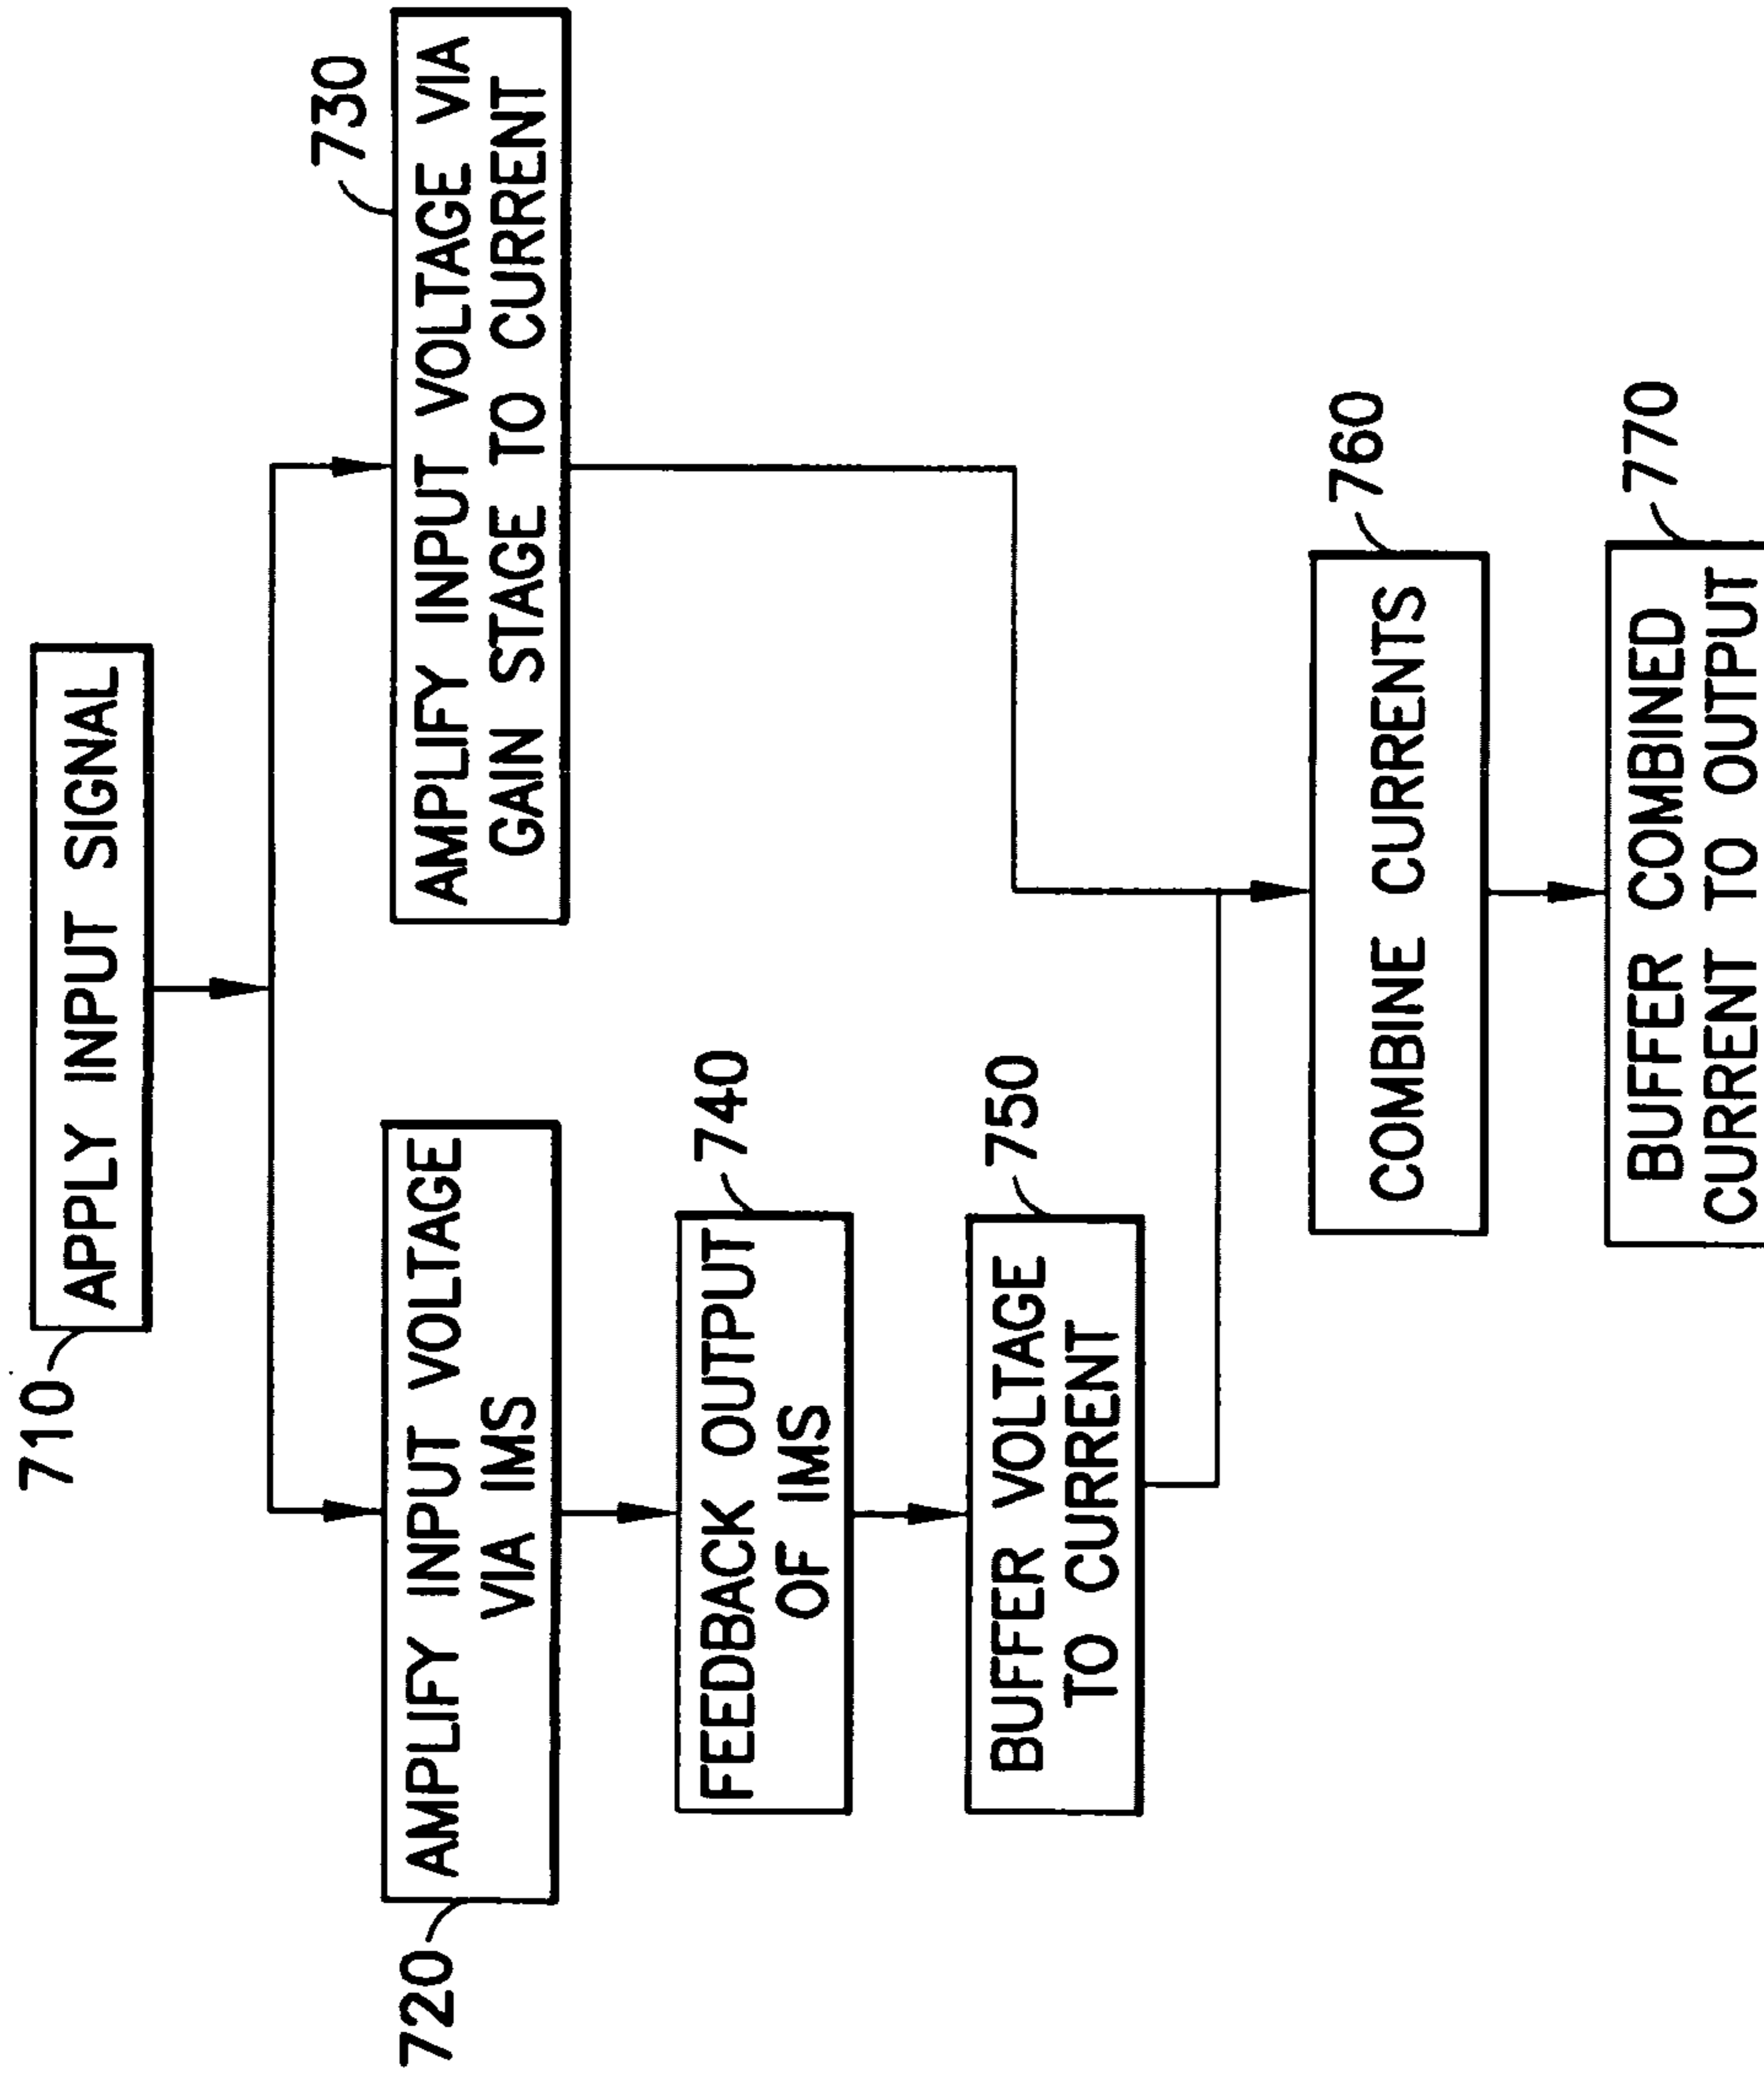 710
APPLY INPUT SIGNAL
720
AMPLIFY INPUT VOLTAGE
VIA IMS
730
AMPLIFY INPUT VOLTAGE VIA
GAIN STAGE TO CURRENT
740
FEEDBACK OUTPUT
OF IMS
750
BUFFER VOLTAGE
TO CURRENT
760
COMBINE CURRENTS
770
BUFFER COMBINED
CURRENT TO OUTPUT